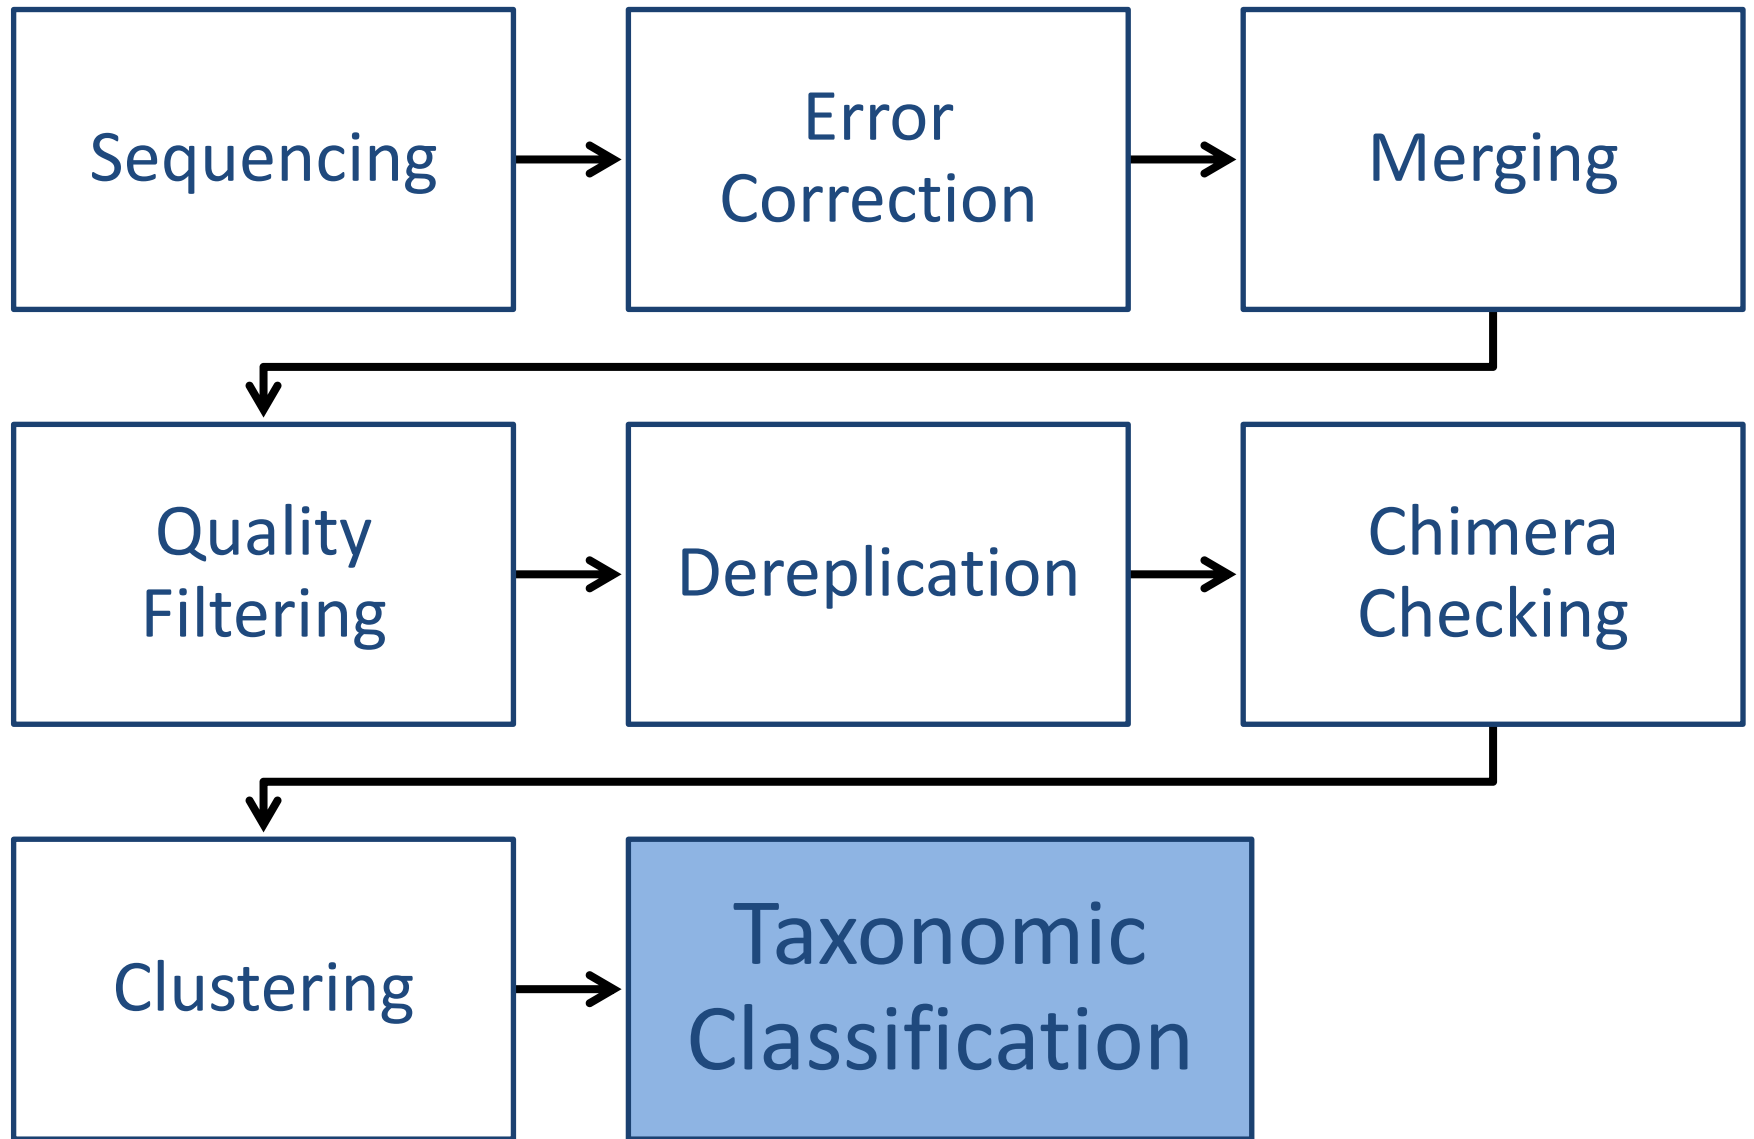 Sequencing
Error
Correction
Merging
Quality
Filtering
Dereplication
Chimera
Checking
Clustering
Taxonomic
Classification